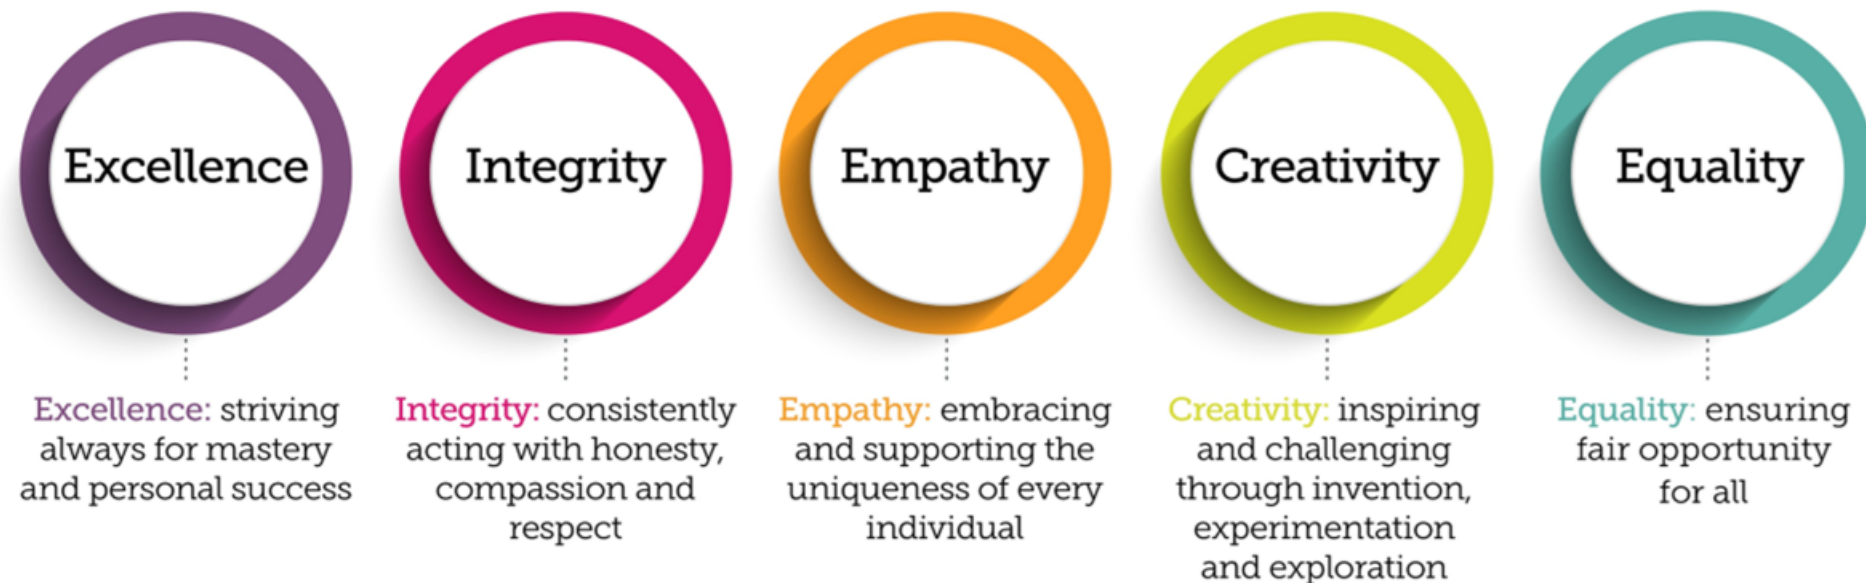 Excellence
Integrity
Empathy
Creativity
Equality
Excellence: striving
always for mastery
and personal success
Integrity: consistently
acting with honesty,
compassion and
respect
Empathy: embracing
and supporting the
uniqueness of every
individual
Creativity: inspiring
and challenging
through invention,
experimentation
and exploration
Equality: ensuring
fair opportunity
for all